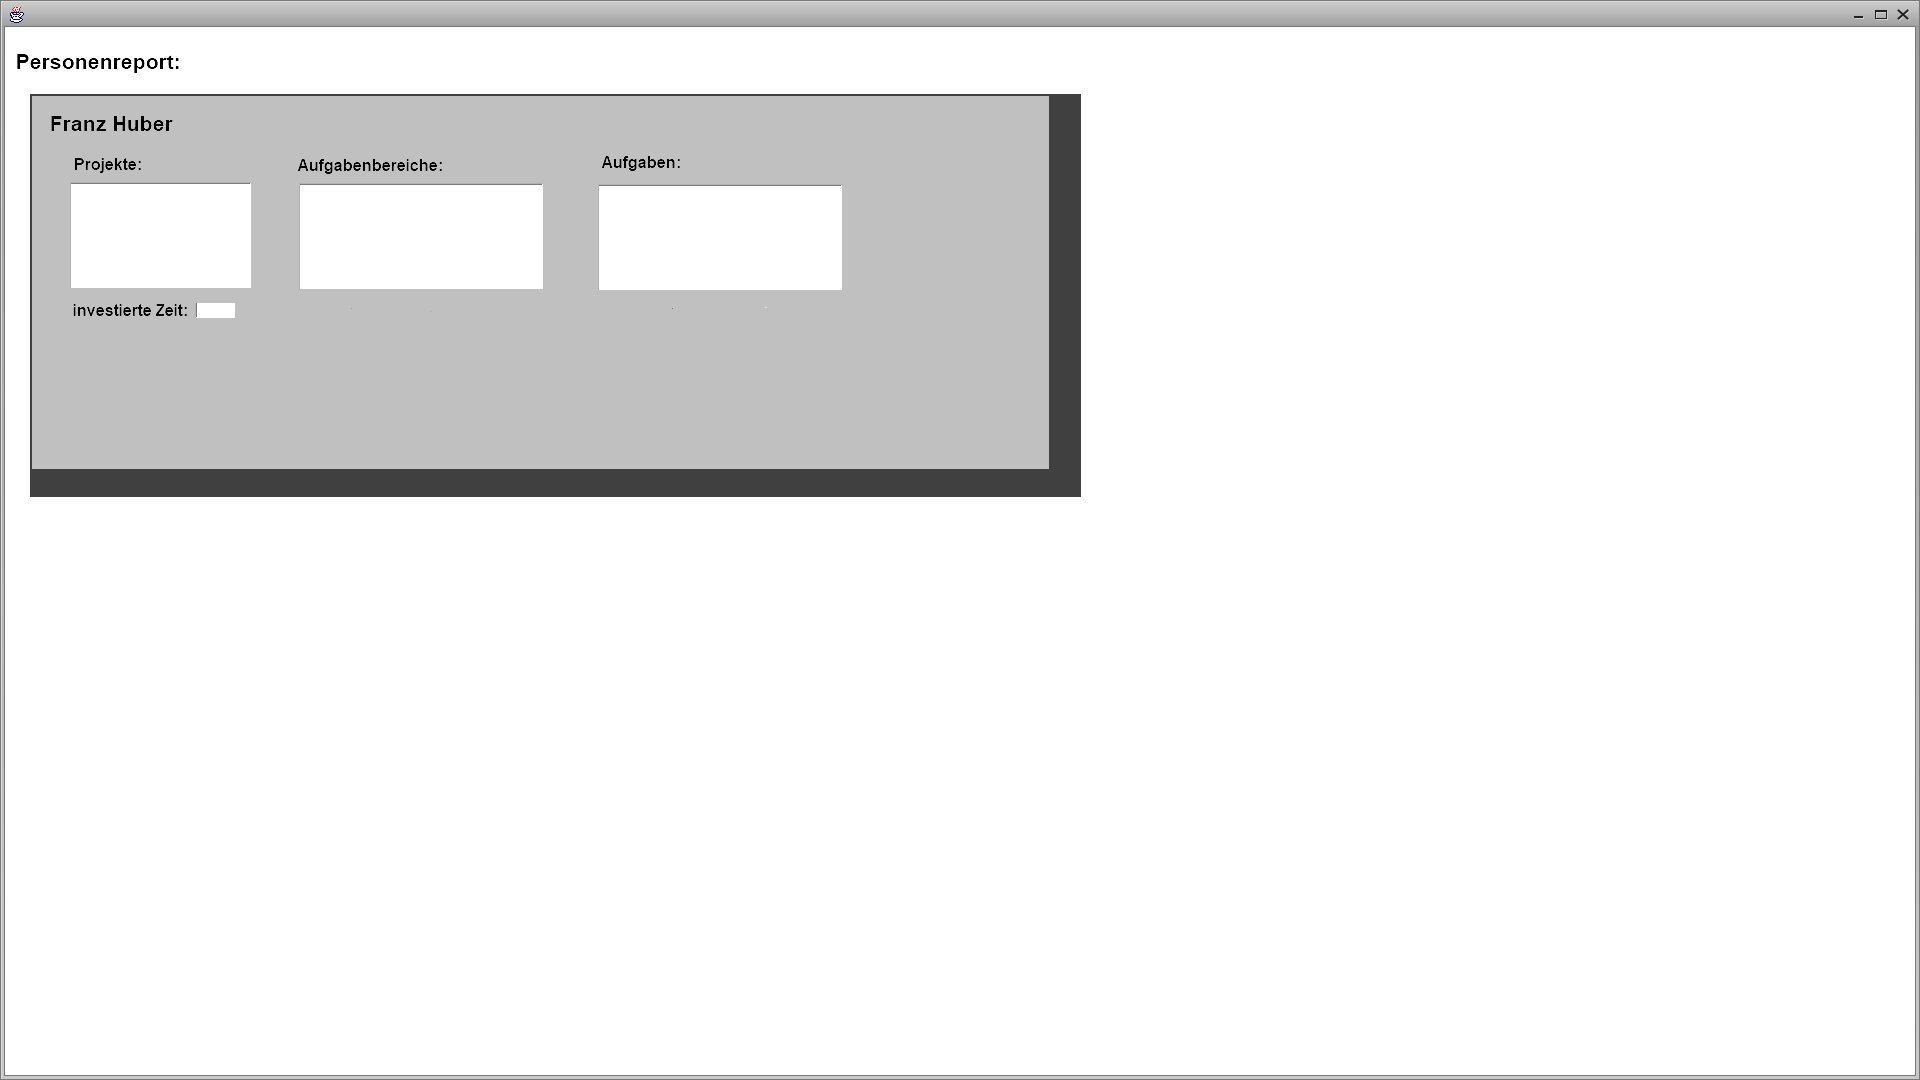 Personenreport:
Franz Huber
Projekte:
Aufgabenbereiche:
Aufgaben:
investierte Zeit: